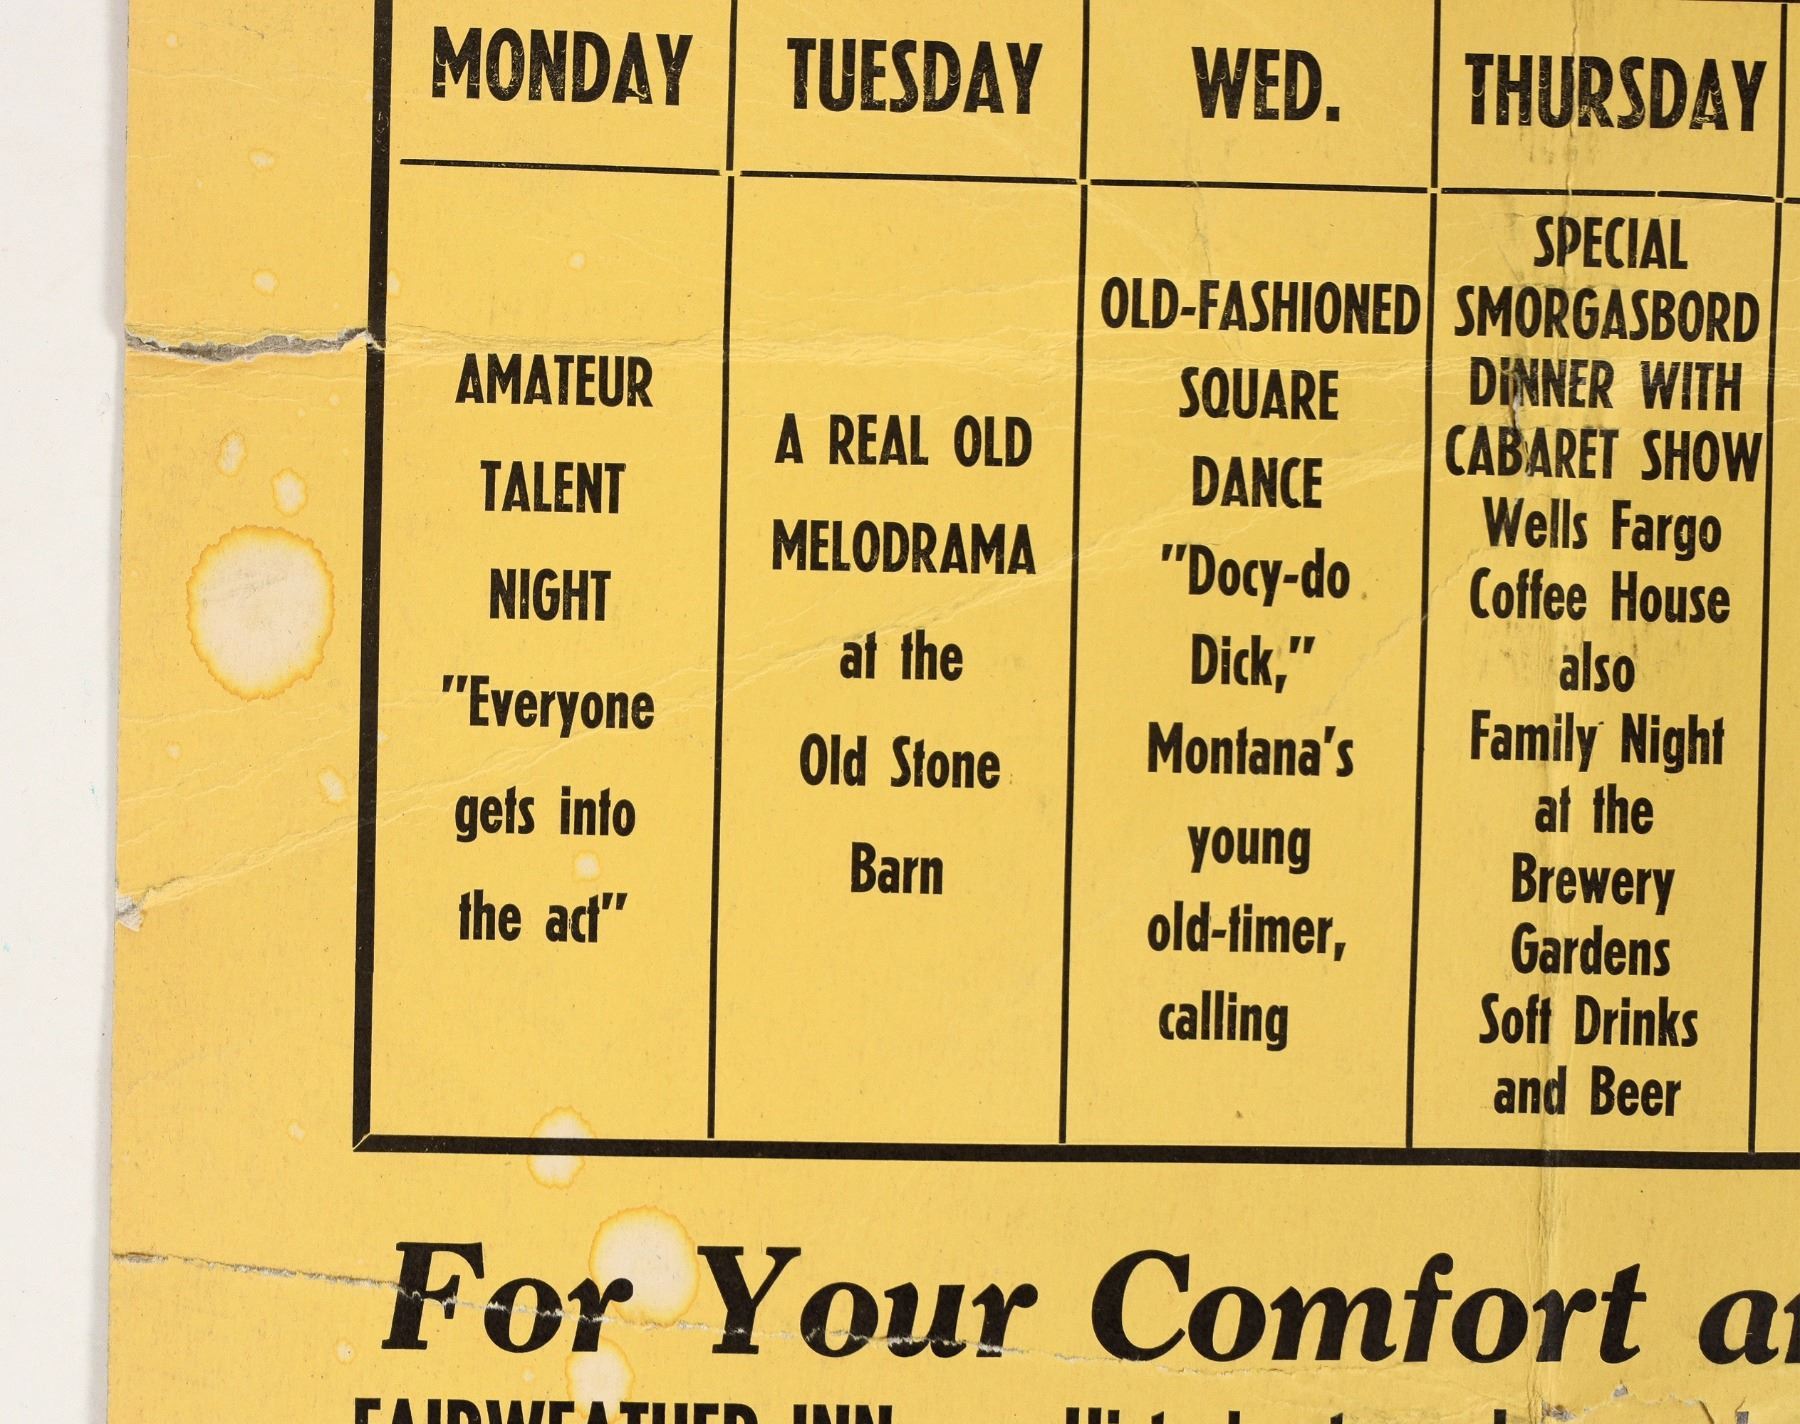 MONDAY
AMATEUR
TALENT
NIGHT
"Everyone
gets into
the act"
TUESDAY
A REAL OLD
MELODRAMA
at the
Old Stone
Barn
WED.
OLD-FASHIONED
SQUARE
DANCE
"Docy-do
Dick,"
Montana's
young
old-timer,
calling
THURSDAY
SPECIAL
SMORGASBORD
DINNER WITH
CABARET SHOW
Wells Fargo
Coffee House
also
Family Night
at the
Brewery
Gardens
Soft Drinks
and Beer
For Your Comfort
FAIRWEATHER INN